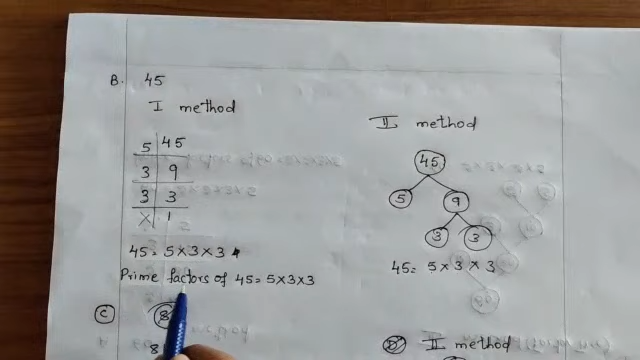 B. 45
I method
5 45
3 9
3 3
X 1
45 = 5×3×3
Prime factors of 45 = 5×3×3
II method
45
5 9
3 3
45 = 5×3×3
C 8
8
D II method